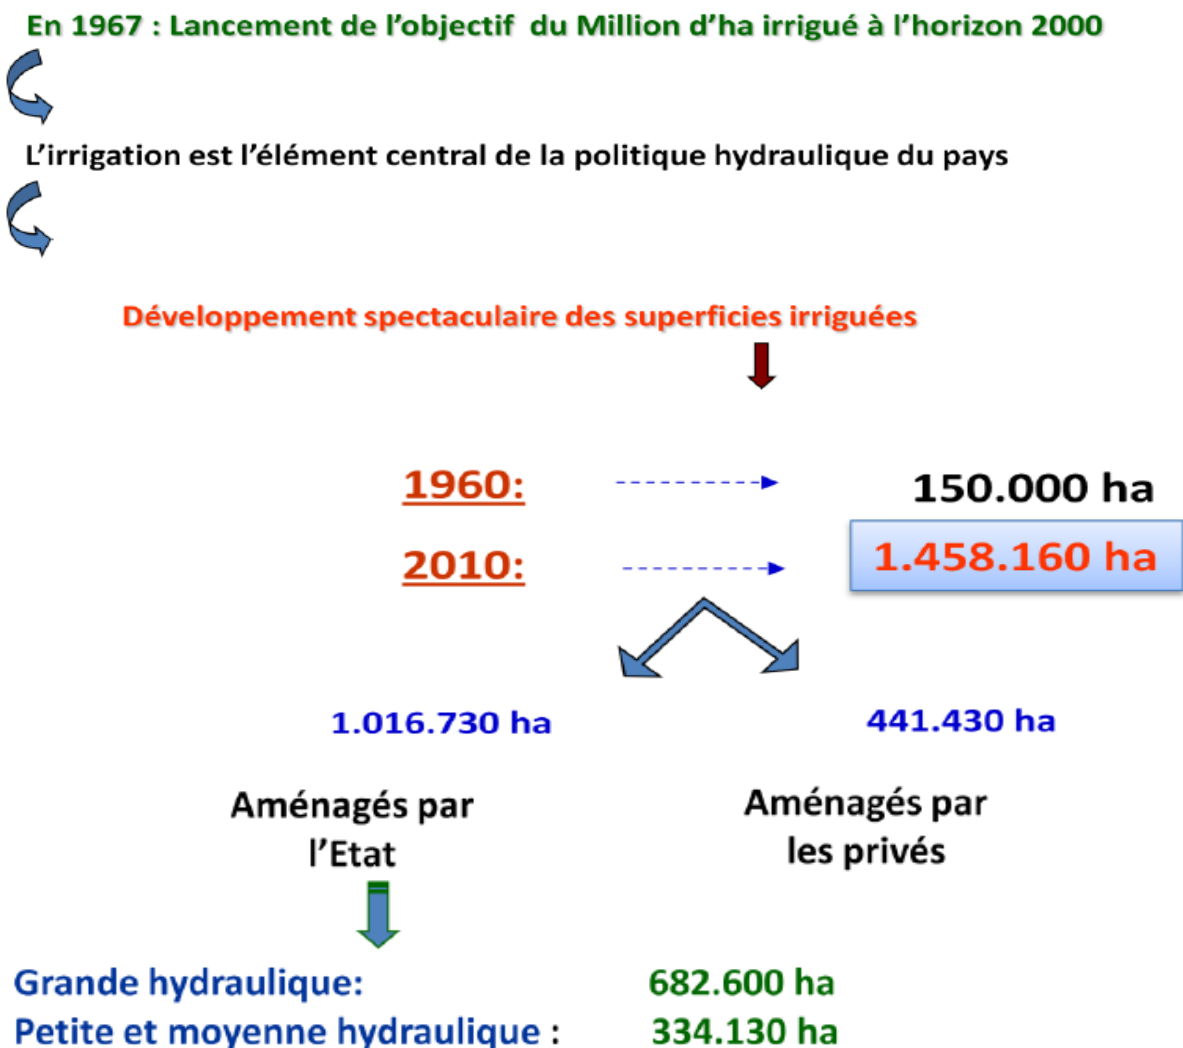 En 1967 : Lancement de l’objectif du Million d’ha irrigué à l’horizon 2000
L’irrigation est l’élément central de la politique hydraulique du pays
Développement spectaculaire des superficies irriguées
1960: 150.000 ha
2010: 1.458.160 ha
1.016.730 ha 441.430 ha
Aménagés par Aménagés par
l’Etat les privés
Grande hydraulique: 682.600 ha
Petite et moyenne hydraulique : 334.130 ha